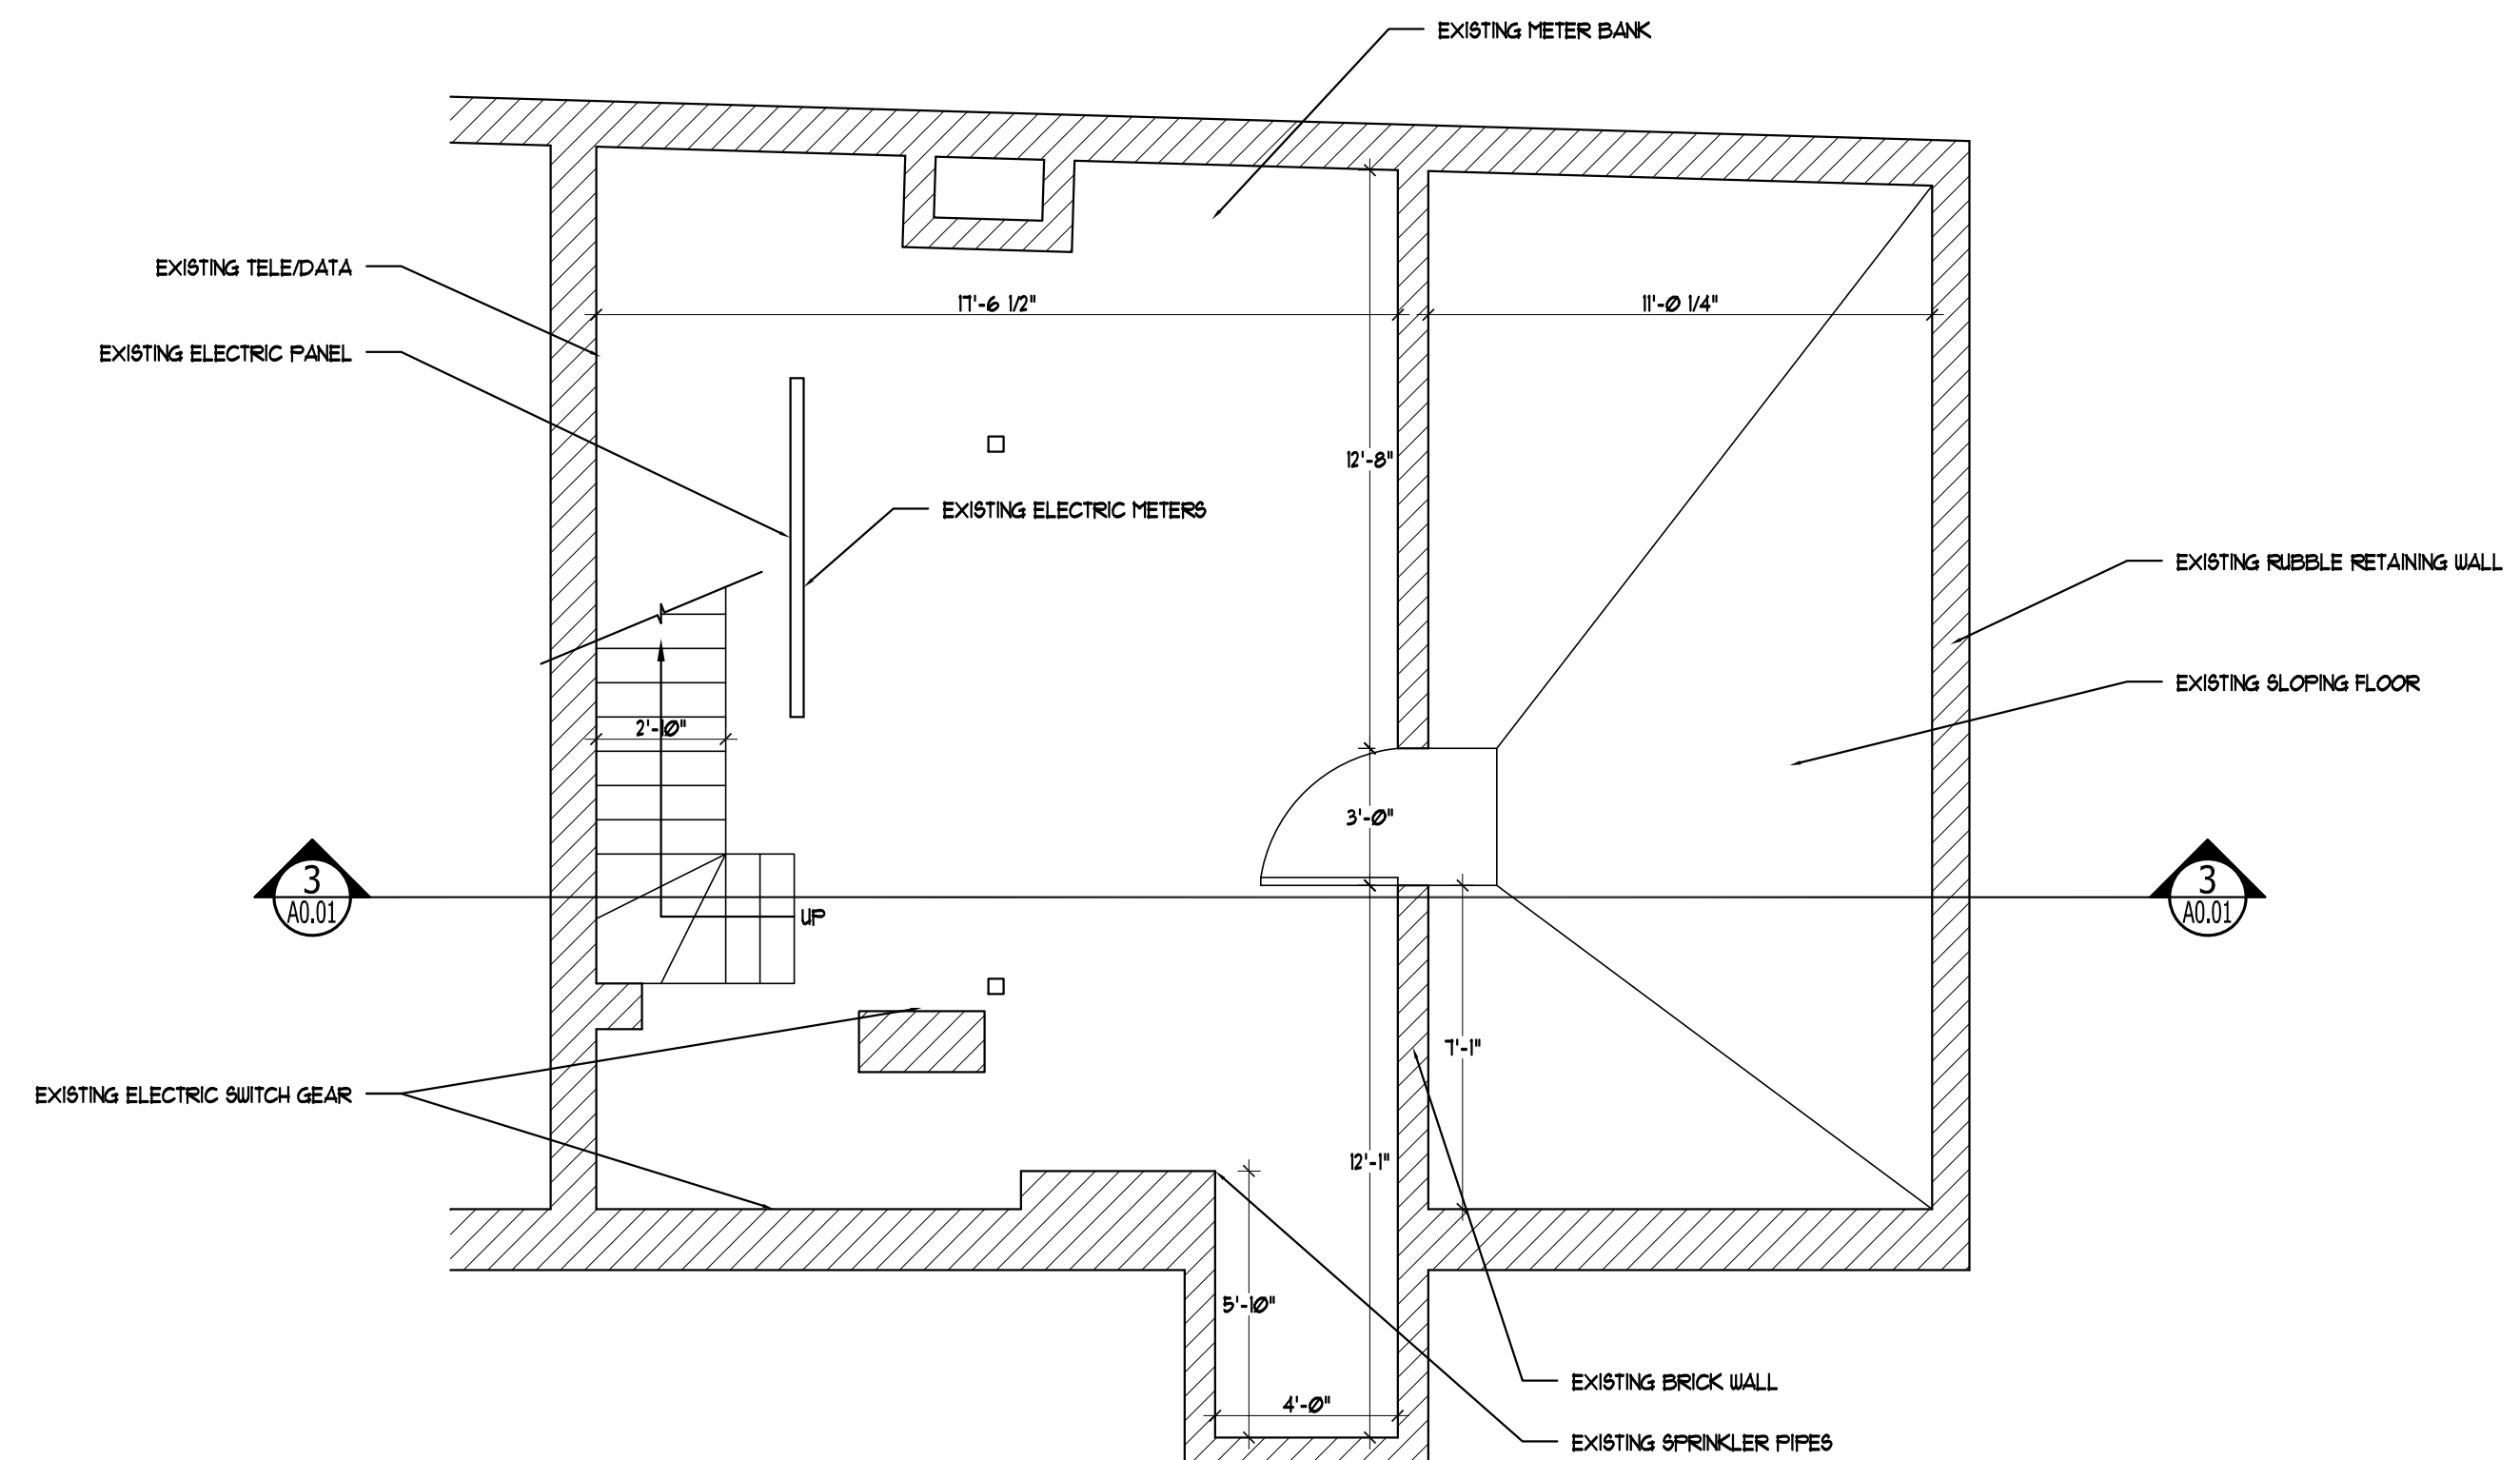 EXISTING METER BANK
EXISTING TELE/DATA
17'-6 1/2"
11'-0 1/4"
EXISTING ELECTRIC PANEL
12'-8"
EXISTING ELECTRIC METERS
EXISTING RUBBLE RETAINING WALL
EXISTING SLOPING FLOOR
2'-10"
3'-0"
3
A0.01
3
A0.01
UP
7'-1"
EXISTING ELECTRIC SWITCH GEAR
12'-1"
5'-10"
EXISTING BRICK WALL
4'-0"
EXISTING SPRINKLER PIPES